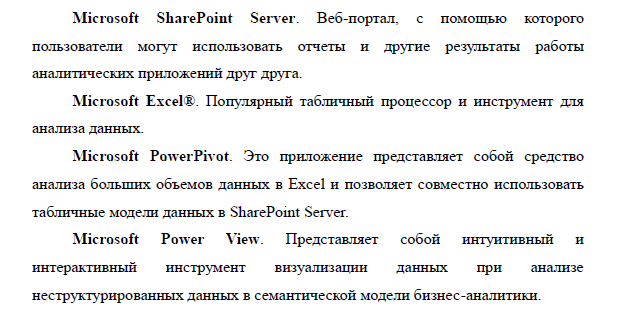 Microsoft SharePoint Server. Веб-портал, с помощью которого
пользователи могут использовать отчеты и другие результаты работы
аналитических приложений друг друга.
Microsoft Excel®. Популярный табличный процессор и инструмент для
анализа данных.
Microsoft PowerPivot. Это приложение представляет собой средство
анализа больших объемов данных в Excel и позволяет совместно использовать
табличные модели данных в SharePoint Server.
Microsoft Power View. Представляет собой интуитивный и
интерактивный инструмент визуализации данных при анализе
неструктурированных данных в семантической модели бизнес-аналитики.